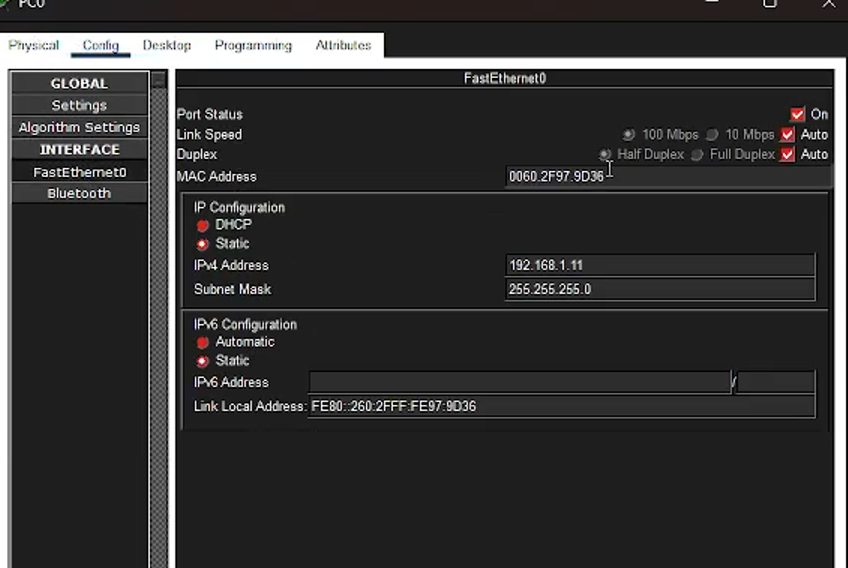 PC0
Physical Config Desktop Programming Attributes
GLOBAL
Settings
Algorithm Settings
INTERFACE
FastEthernet0
Bluetooth
FastEthernet0
Port Status On
Link Speed 100 Mbps 10 Mbps Auto
Duplex Half Duplex Full Duplex Auto
MAC Address 0060.2F97.9D36
IP Configuration
DHCP
Static
IPv4 Address 192.168.1.11
Subnet Mask 255.255.255.0
IPv6 Configuration
Automatic
Static
IPv6 Address /
Link Local Address: FE80::260:2FFF:FE97:9D36